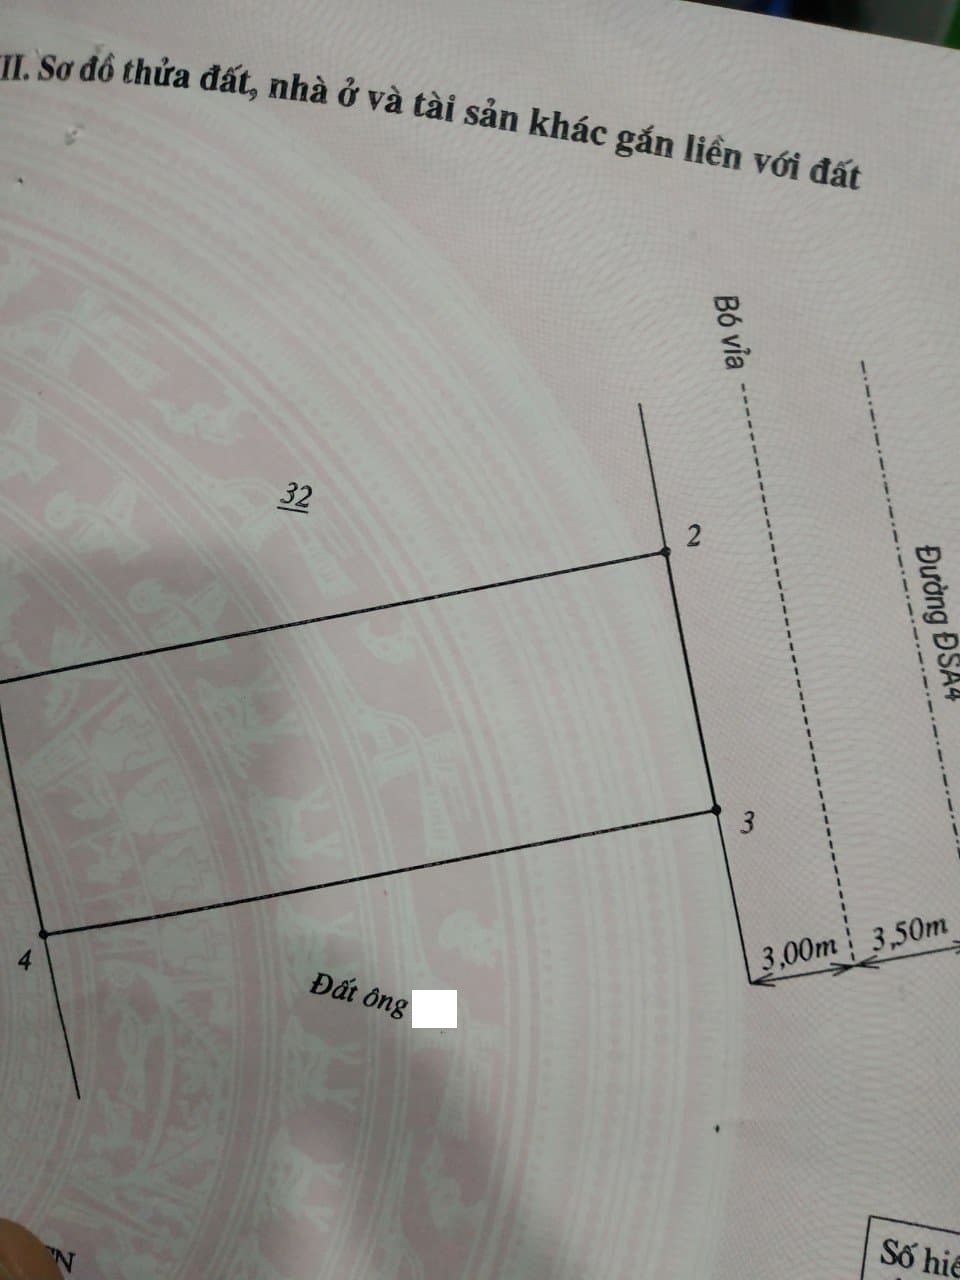 II. Sơ đồ thửa đất, nhà ở và tài sản khác gắn liền với đất
Bó vỉa
32
2
Đường ĐSA4
3
3,00m
3,50m
4
Đất ông
Số